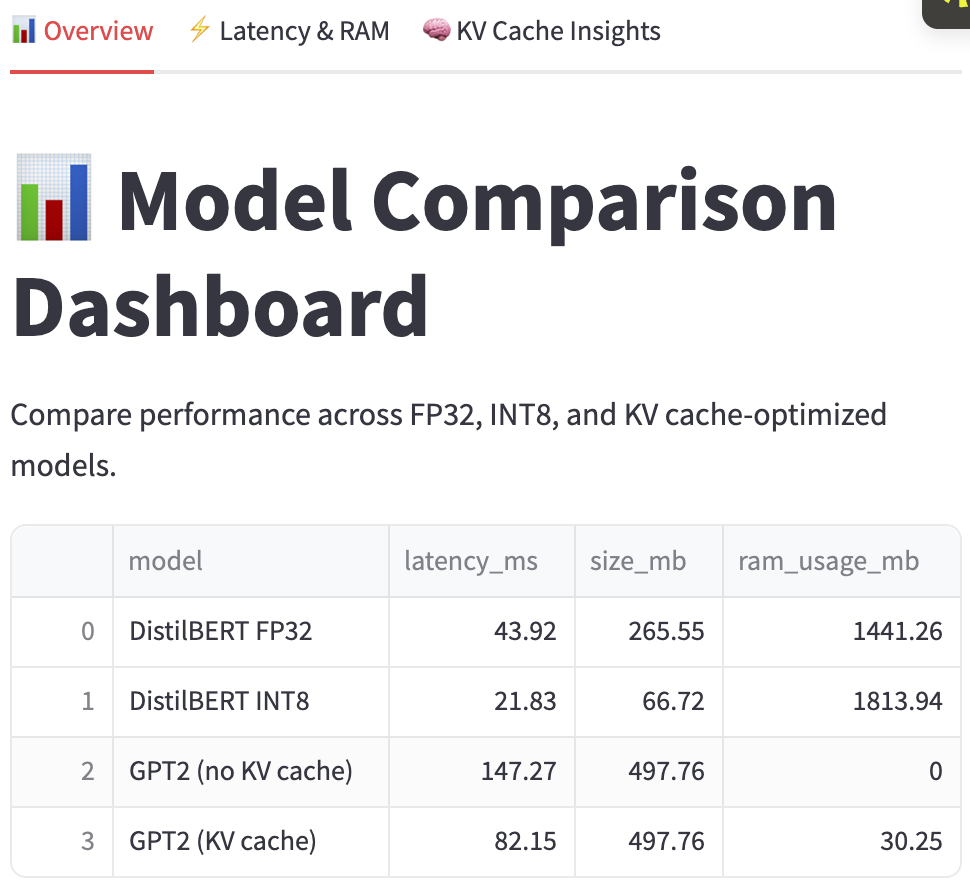 Overview Latency & RAM KV Cache Insights
Model Comparison
Dashboard
Compare performance across FP32, INT8, and KV cache-optimized
models.
model latency_ms size_mb ram_usage_mb
0 DistilBERT FP32 43.92 265.55 1441.26
1 DistilBERT INT8 21.83 66.72 1813.94
2 GPT2 (no KV cache) 147.27 497.76 0
3 GPT2 (KV cache) 82.15 497.76 30.25